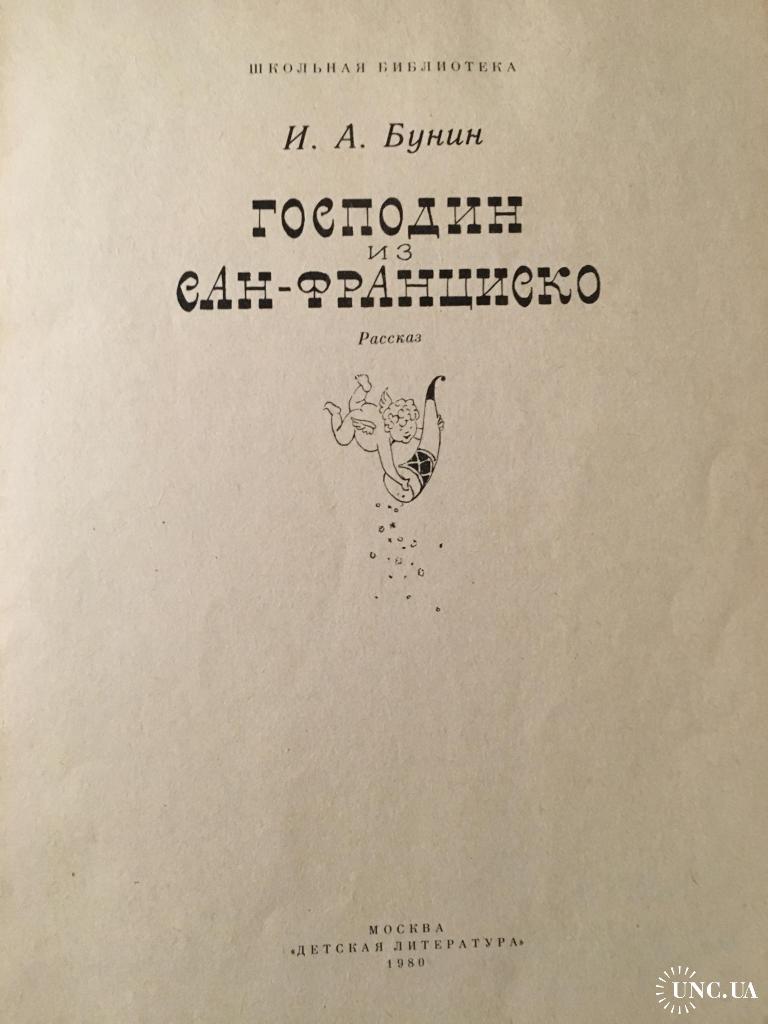 ШКОЛЬНАЯ БИБЛИОТЕКА
И. А. Бунин
ГОСПОДИН
ИЗ
САН-ФРАНЦИСКО
Рассказ
МОСКВА
«ДЕТСКАЯ ЛИТЕРАТУРА»
1980
UNC.UA